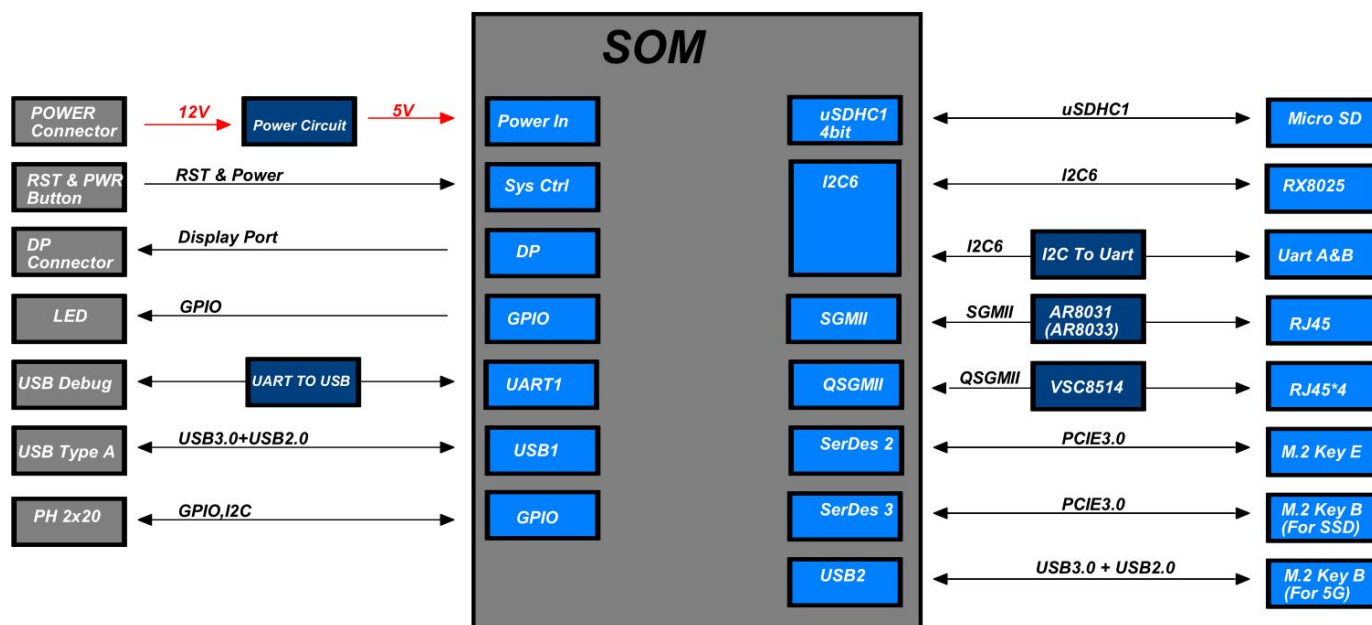 SOM
POWER
Connector
12V
Power Circuit
5V
Power In
uSDHC1
4bit
uSDHC1
Micro SD
RST & PWR
Button
RST & Power
Sys Ctrl
I2C6
I2C6
RX8025
DP
Connector
Display Port
DP
I2C6
I2C To Uart
Uart A&B
LED
GPIO
GPIO
SGMII
SGMII
AR8031
(AR8033)
RJ45
USB Debug
UART TO USB
UART1
QSGMII
QSGMII
VSC8514
RJ45*4
USB Type A
USB3.0+USB2.0
USB1
SerDes 2
PCIE3.0
M.2 Key E
PH 2x20
GPIO,I2C
GPIO
SerDes 3
PCIE3.0
M.2 Key B
(For SSD)
USB2
USB3.0 + USB2.0
M.2 Key B
(For 5G)